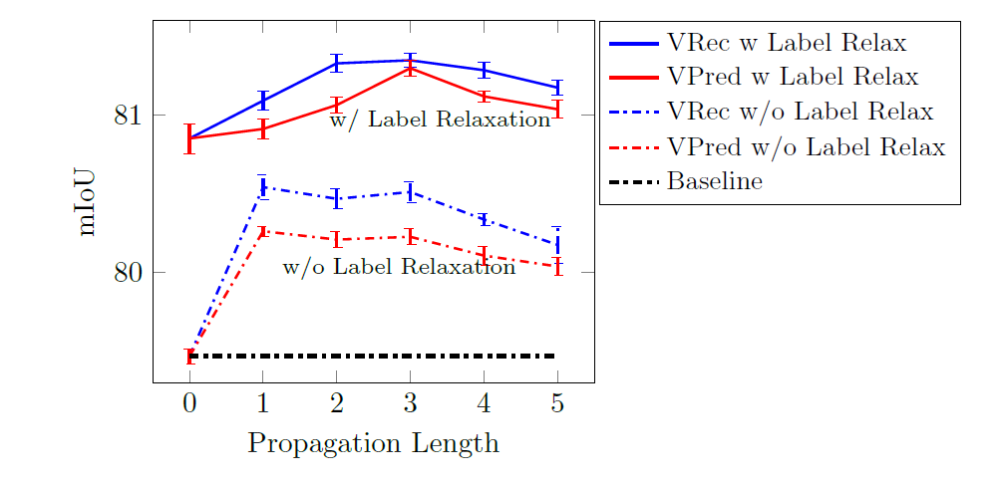 VRec w Label Relax
VPred w Label Relax
VRec w/o Label Relax
VPred w/o Label Relax
Baseline
81
w/ Label Relaxation
mIoU
80
w/o Label Relaxation
0 1 2 3 4 5
Propagation Length